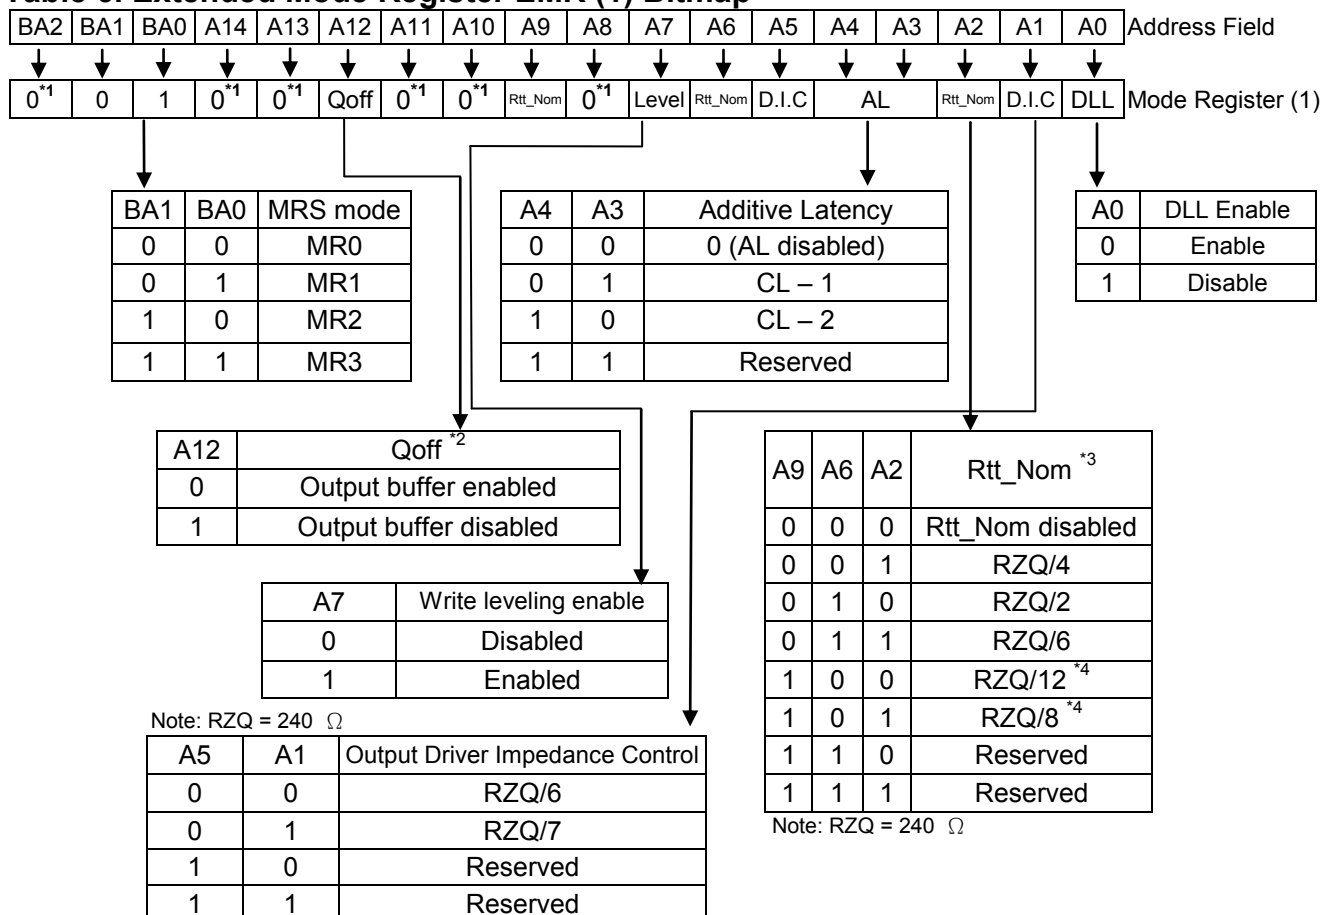 Table 6. Extended Mode Register EMR (1) Bitmap
BA2 BA1 BA0 A14 A13 A12 A11 A10 A9 A8 A7 A6 A5 A4 A3 A2 A1 A0 Address Field
0*1 0 1 0*1 0*1 Qoff 0*1 0*1 Rtt_Nom 0*1 Level Rtt_Nom D.I.C AL Rtt_Nom D.I.C DLL Mode Register (1)
BA1 BA0 MRS mode
0 0 MR0
0 1 MR1
1 0 MR2
1 1 MR3
A4 A3 Additive Latency
0 0 0 (AL disabled)
0 1 CL – 1
1 0 CL – 2
1 1 Reserved
A0 DLL Enable
0 Enable
1 Disable
A12 Qoff *2
0 Output buffer enabled
1 Output buffer disabled
A7 Write leveling enable
0 Disabled
1 Enabled
A9 A6 A2 Rtt_Nom *3
0 0 0 Rtt_Nom disabled
0 0 1 RZQ/4
0 1 0 RZQ/2
0 1 1 RZQ/6
1 0 0 RZQ/12 *4
1 0 1 RZQ/8 *4
1 1 0 Reserved
1 1 1 Reserved
Note: RZQ = 240 Ω
Note: RZQ = 240 Ω
A5 A1 Output Driver Impedance Control
0 0 RZQ/6
0 1 RZQ/7
1 0 Reserved
1 1 Reserved